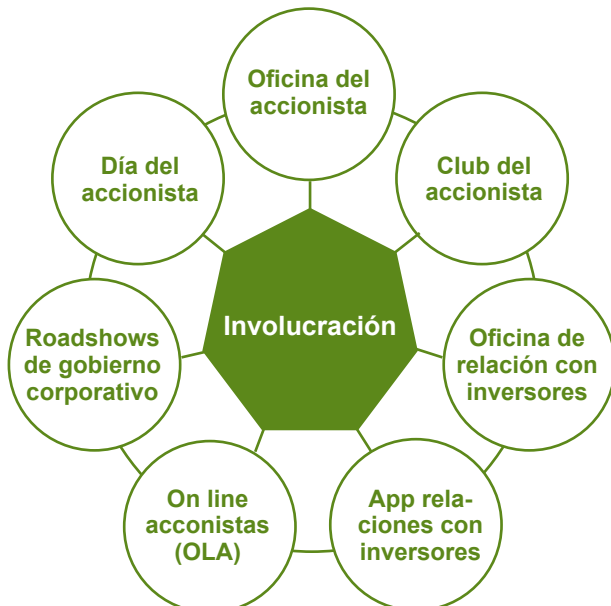 Oficina del
accionista
Día del
accionista
Club del
accionista
Involucración
Roadshows
de gobierno
corporativo
Oficina de
relación con
inversores
On line
acconistas
(OLA)
App rela-
ciones con
inversores